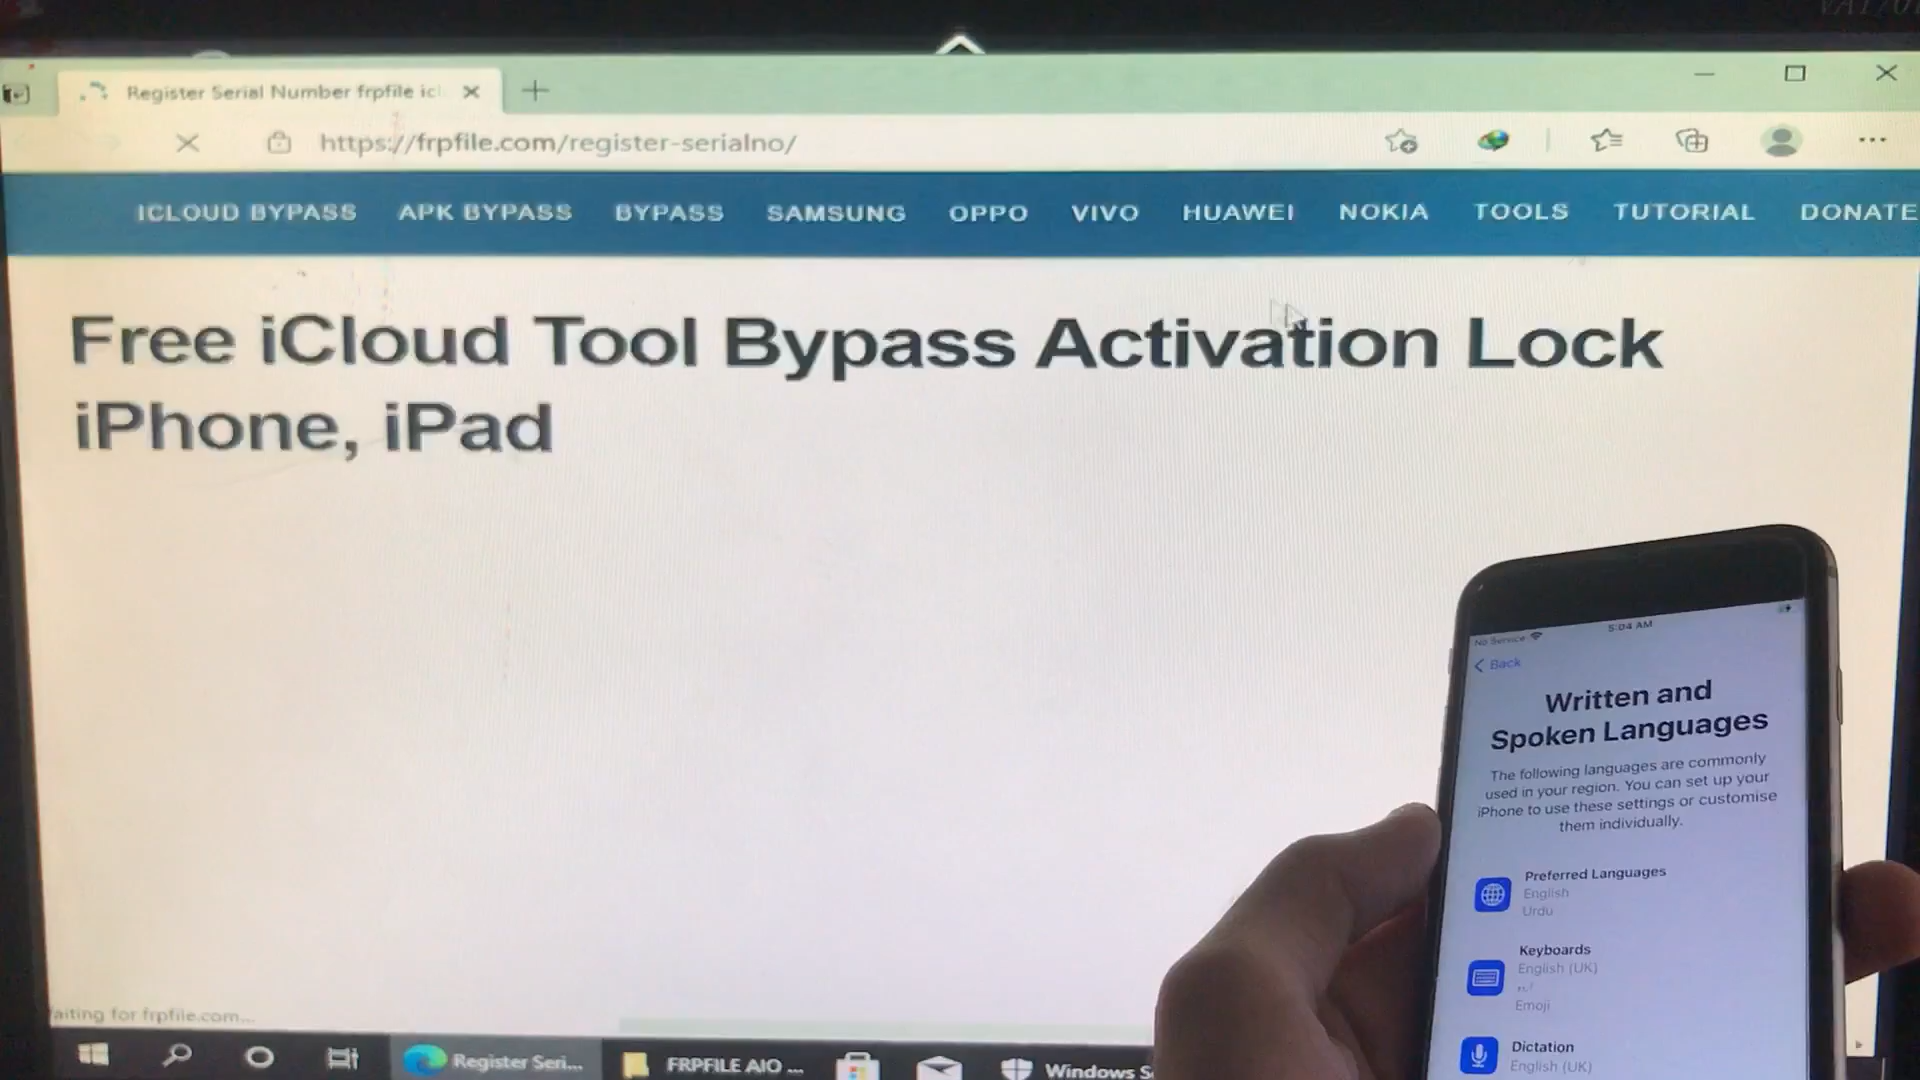 Register Serial Number frpfile icl
https://frpfile.com/register-serialno/
ICLOUD BYPASS APK BYPASS BYPASS SAMSUNG OPPO VIVO HUAWEI NOKIA TOOLS TUTORIAL DONATE
Free iCloud Tool Bypass Activation Lock
iPhone, iPad
No Service 5:04 AM
Back
Written and
Spoken Languages
The following languages are commonly
used in your region. You can set up your
iPhone to use these settings or customise
them individually.
Preferred Languages
English
Urdu
Keyboards
English (UK)
اردو
Emoji
Dictation
English (UK)
aiting for frpfile.com...
Register Seri...
FRPFILE AIO ...
Windows S